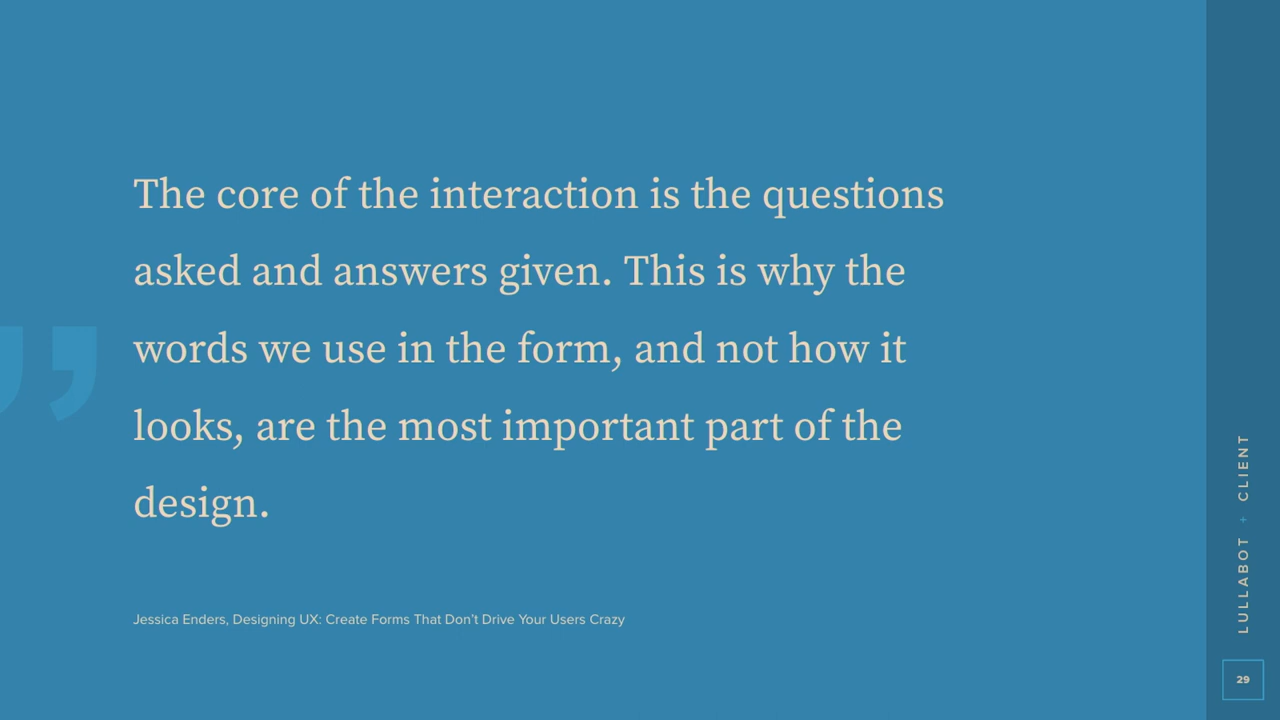 The core of the interaction is the questions
asked and answers given. This is why the
words we use in the form, and not how it
looks, are the most important part of the
design.
Jessica Enders, Designing UX: Create Forms That Don’t Drive Your Users Crazy
LULLABOT + CLIENT
29